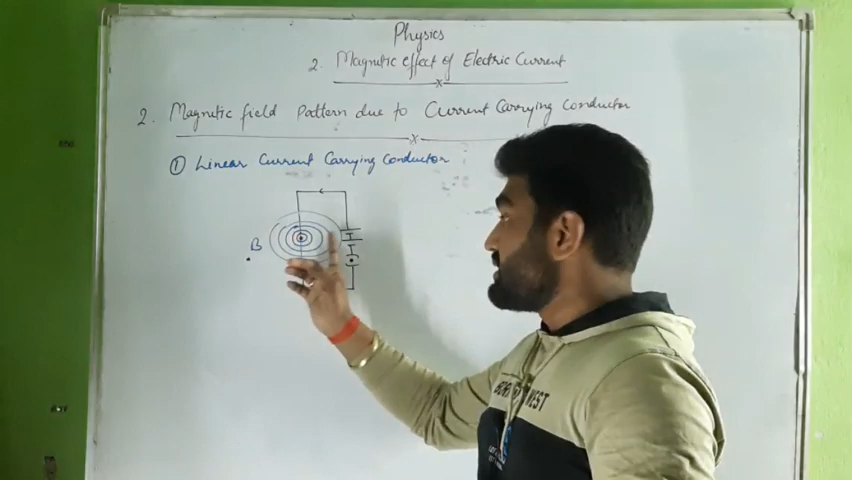 Physics
2. Magnetic effect of Electric Current
x
2. Magnetic field Pattern due to Current Carrying Conductor
x
① Linear Current Carrying Conductor
B